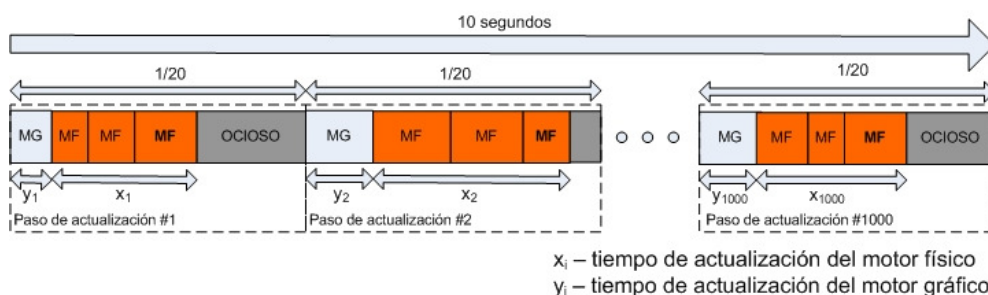 10 segundos
1/20 1/20 1/20
MG MF MF MF OCIOSO MG MF MF MF MG MF MF MF OCIOSO
y1 x1 y2 x2 y1000 x1000
Paso de actualización #1 Paso de actualización #2 Paso de actualización #1000
xi – tiempo de actualización del motor físico
yi – tiempo de actualización del motor gráfico